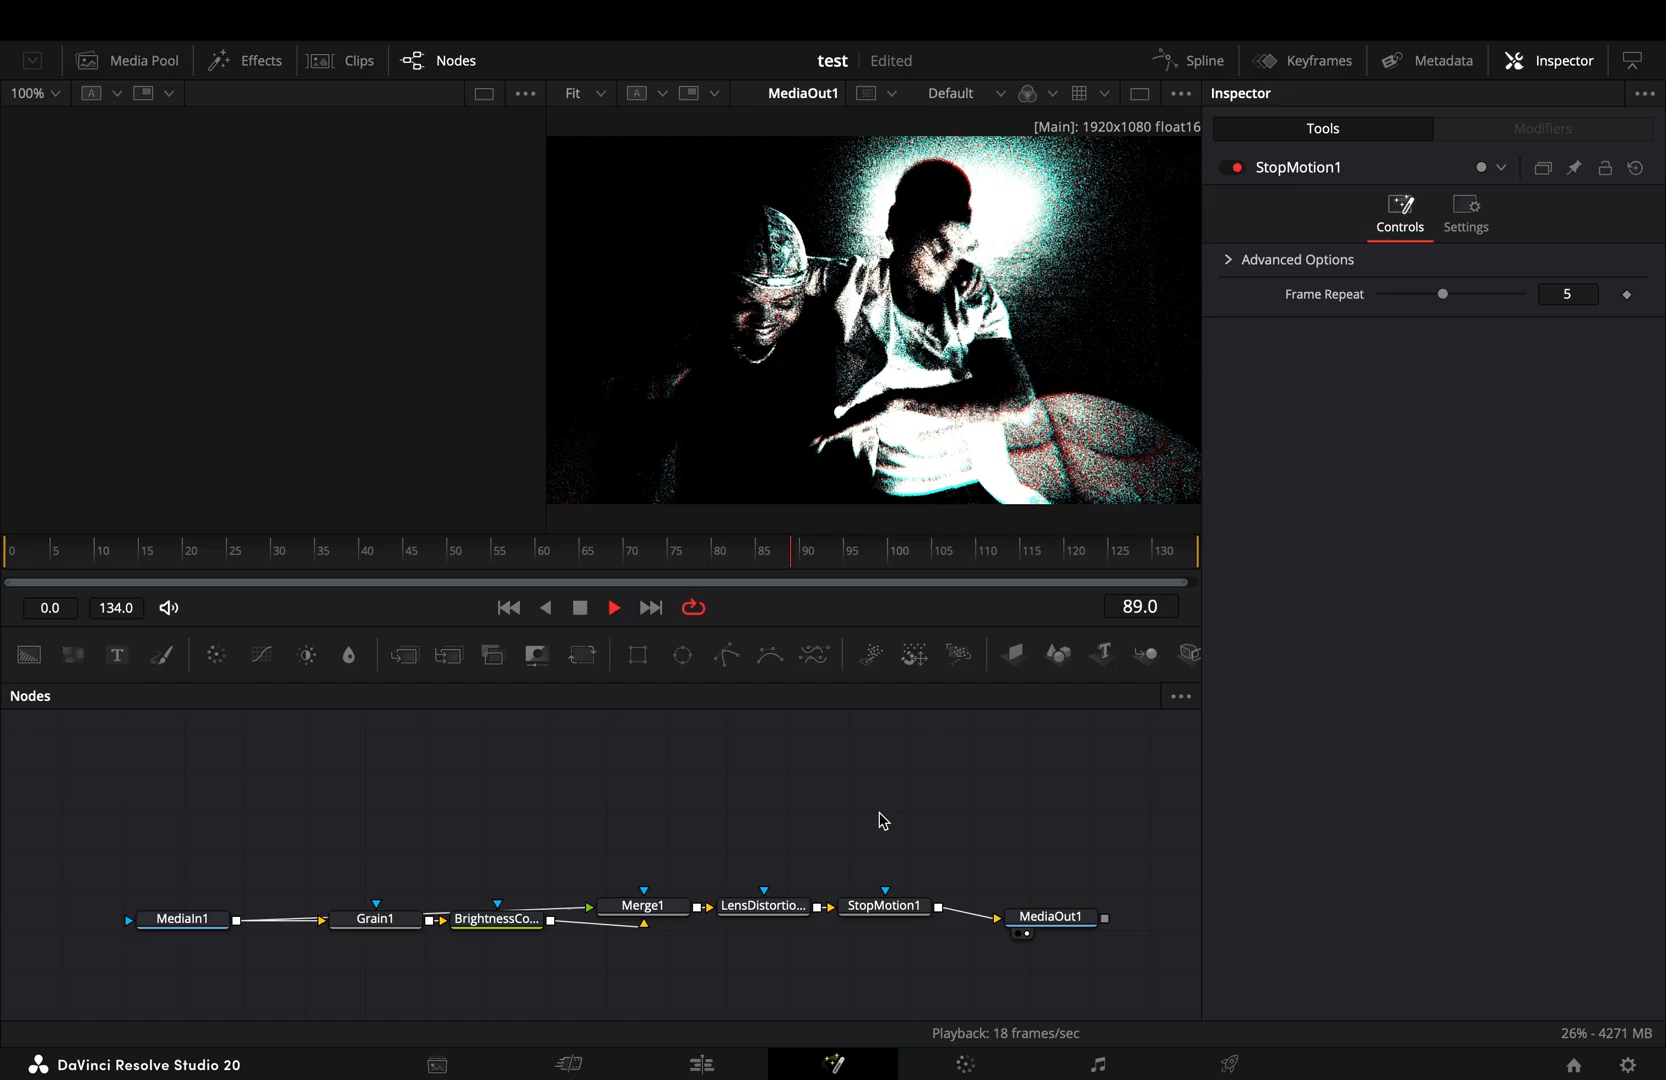 Media Pool Effects Clips Nodes test Edited Spline Keyframes Metadata Inspector
100% A Fit A MediaOut1 Default Inspector
[Main]: 1920x1080 float16
Tools Modifiers
StopMotion1
Controls Settings
Advanced Options
Frame Repeat 5
0 5 10 15 20 25 30 35 40 45 50 55 60 65 70 75 80 85 90 95 100 105 110 115 120 125 130
0.0 134.0 89.0
T T
Nodes
MediaIn1 Grain1 BrightnessCo... Merge1 LensDistortio... StopMotion1 MediaOut1
Playback: 18 frames/sec 26% - 4271 MB
DaVinci Resolve Studio 20